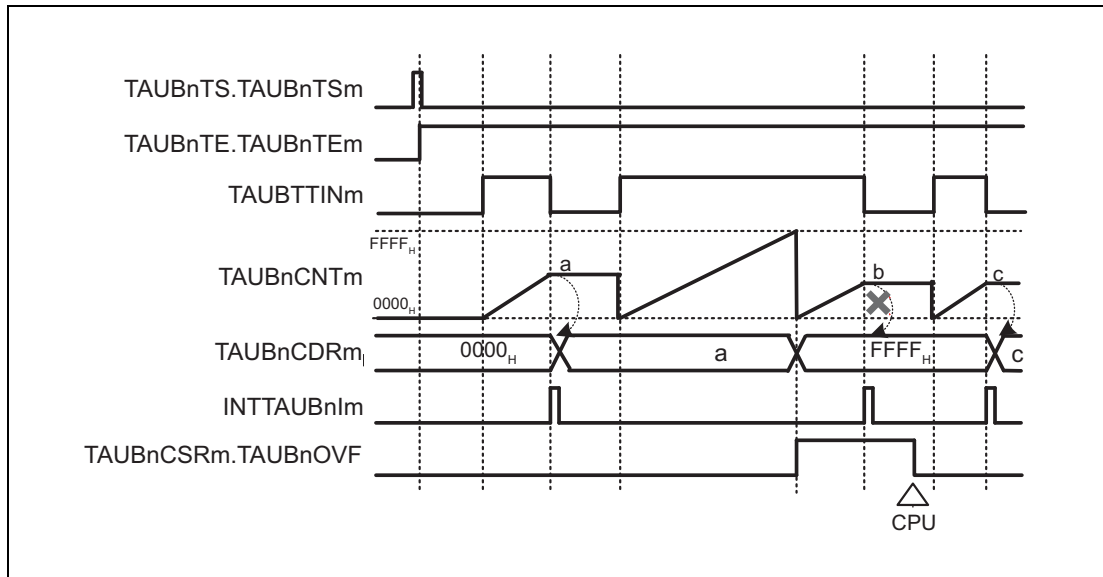 TAUBnTS.TAUBnTSm
TAUBnTE.TAUBnTEm
TAUBTTINm
FFFFH
TAUBnCNTm
a
b
c
0000H
TAUBnCDRm
0000H
a
FFFFH
c
INTTAUBnIm
TAUBnCSRm.TAUBnOVF
CPU